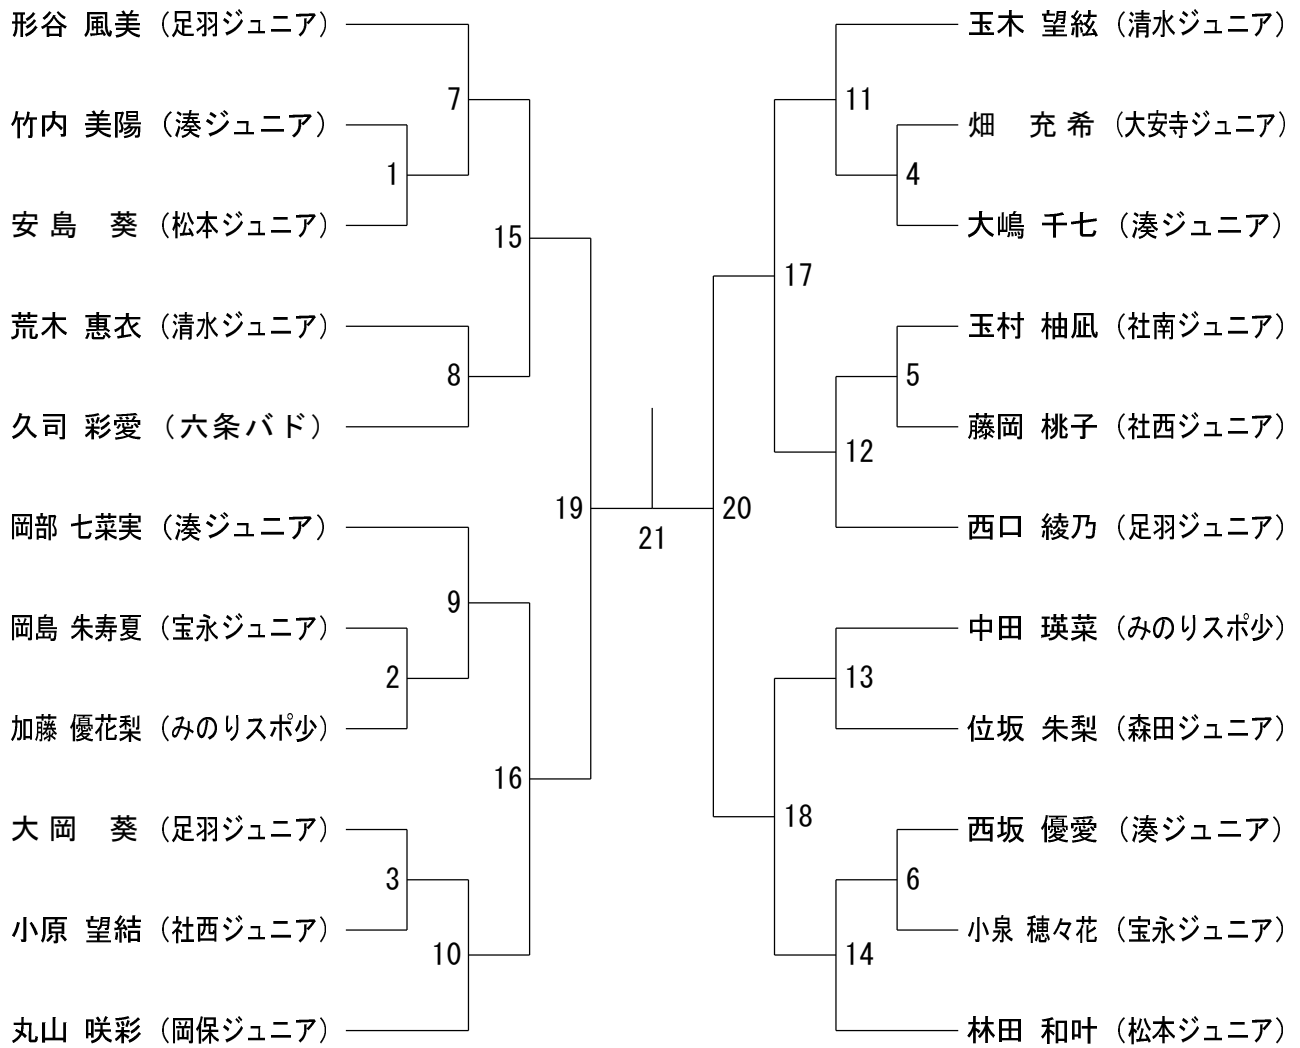 形谷 風美（足羽ジュニア）
7
竹内 美陽（湊ジュニア）
1
安島 葵（松本ジュニア）
15
荒木 惠衣（清水ジュニア）
8
久司 彩愛（六条バド）
19
岡部 七菜実（湊ジュニア）
9
岡島 朱寿夏（宝永ジュニア）
2
加藤 優花梨（みのりスポ少）
16
大岡 葵（足羽ジュニア）
3
小原 望結（社西ジュニア）
10
丸山 咲彩（岡保ジュニア）
21
玉木 望絃（清水ジュニア）
11
畑 充希（大安寺ジュニア）
4
大嶋 千七（湊ジュニア）
17
玉村 柚凪（社南ジュニア）
5
藤岡 桃子（社西ジュニア）
12
西口 綾乃（足羽ジュニア）
20
中田 瑛菜（みのりスポ少）
13
位坂 朱梨（森田ジュニア）
18
西坂 優愛（湊ジュニア）
6
小泉 穂々花（宝永ジュニア）
14
林田 和叶（松本ジュニア）